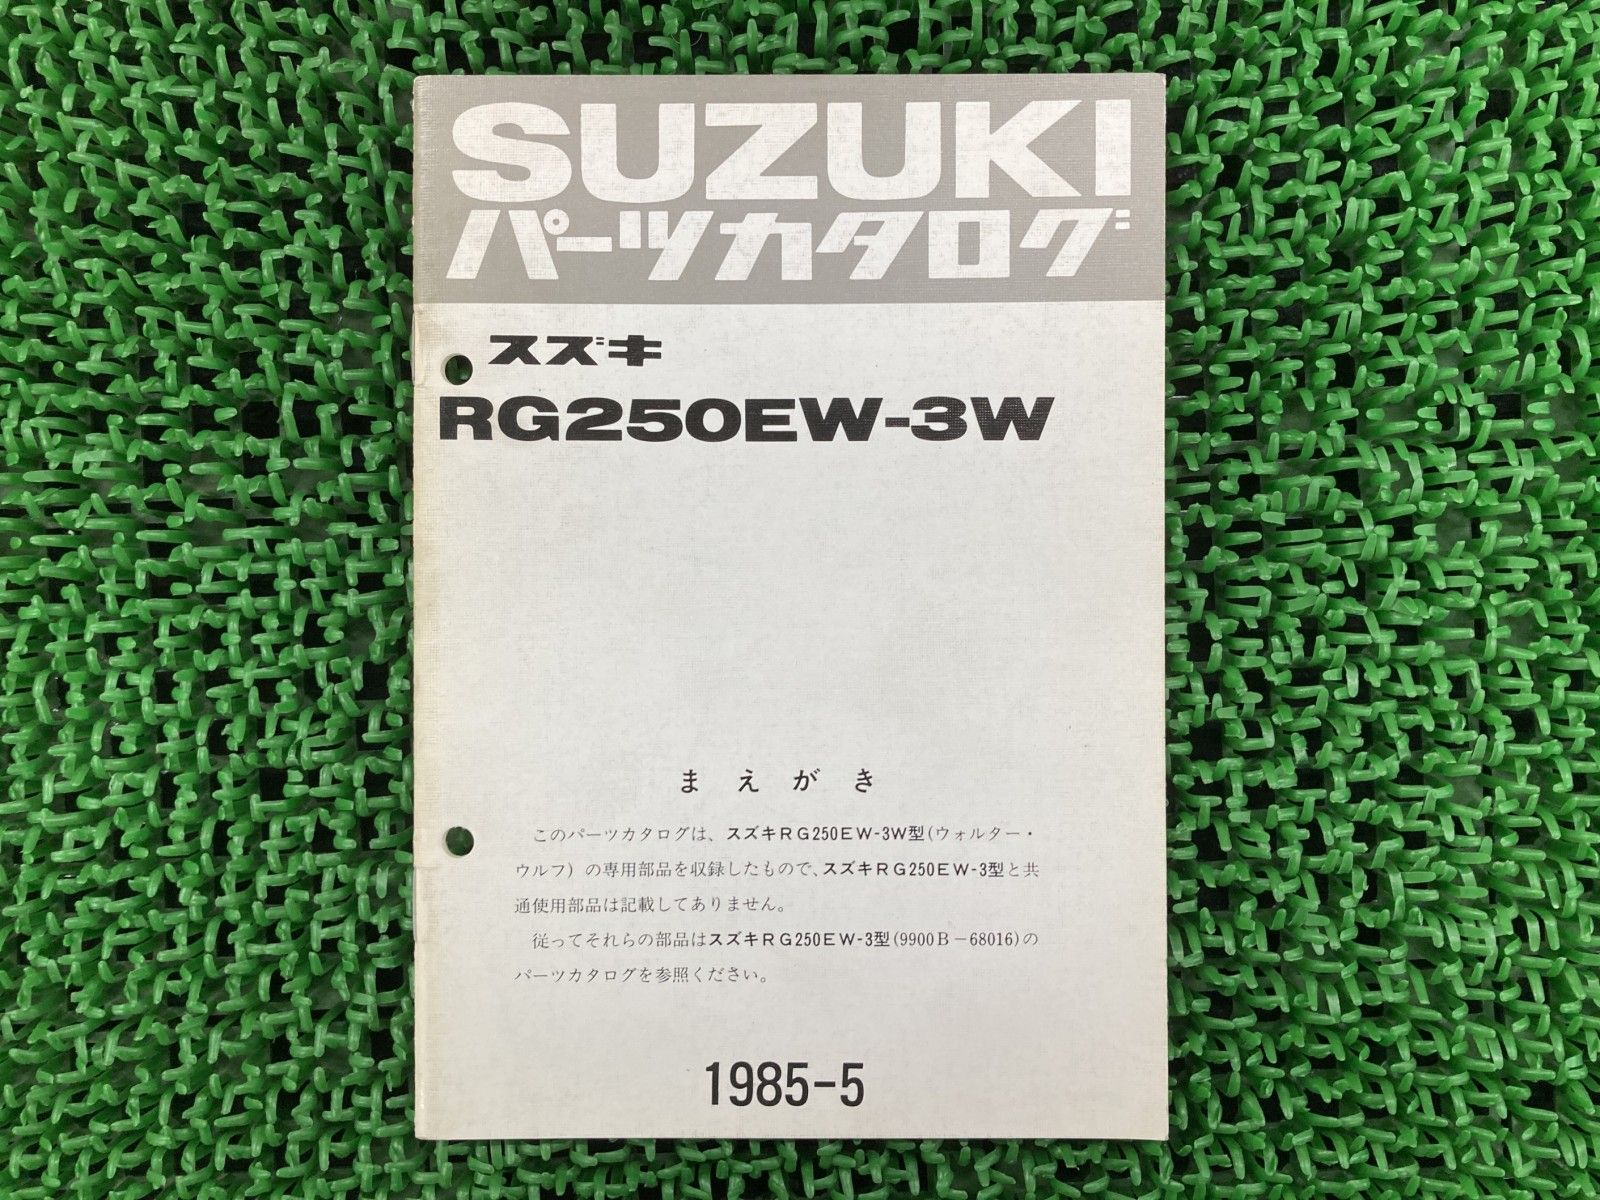 SUZUKI
パーツカタログ
スズキ
RG250EW-3W
まえがき
このパーツカタログは、スズキRG250EW-3W型(ウォルター・
ウルフ)の専用部品を収録したもので、スズキRG250EW-3型と共
通使用部品は記載してありません。
従ってそれらの部品はスズキRG250EW-3型(9900B-68016)の
パーツカタログを参照ください。
1985-5